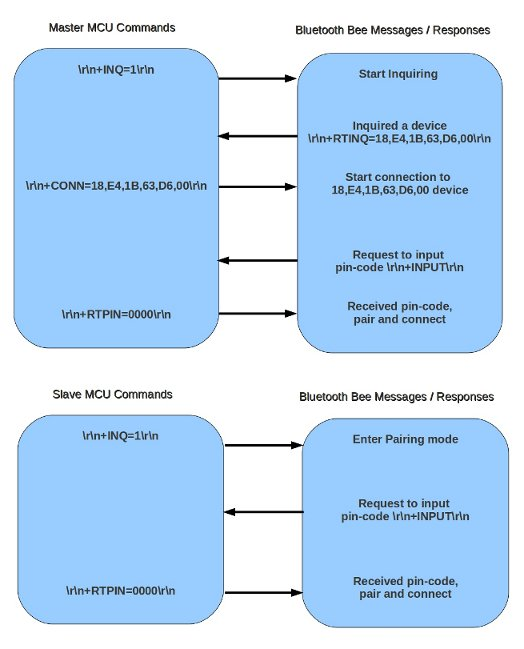 Master MCU Commands
Bluetooth Bee Messages / Responses
\r\n+INQ=1\r\n
Start Inquiring
Inquired a device
\r\n+RTINQ=18,E4,1B,63,D6,00\r\n
\r\n+CONN=18,E4,1B,63,D6,00\r\n
Start connection to
18,E4,1B,63,D6,00 device
Request to input
pin-code \r\n+INPUT\r\n
\r\n+RTPIN=0000\r\n
Received pin-code,
pair and connect
Slave MCU Commands
Bluetooth Bee Messages / Responses
\r\n+INQ=1\r\n
Enter Pairing mode
Request to input
pin-code \r\n+INPUT\r\n
\r\n+RTPIN=0000\r\n
Received pin-code,
pair and connect